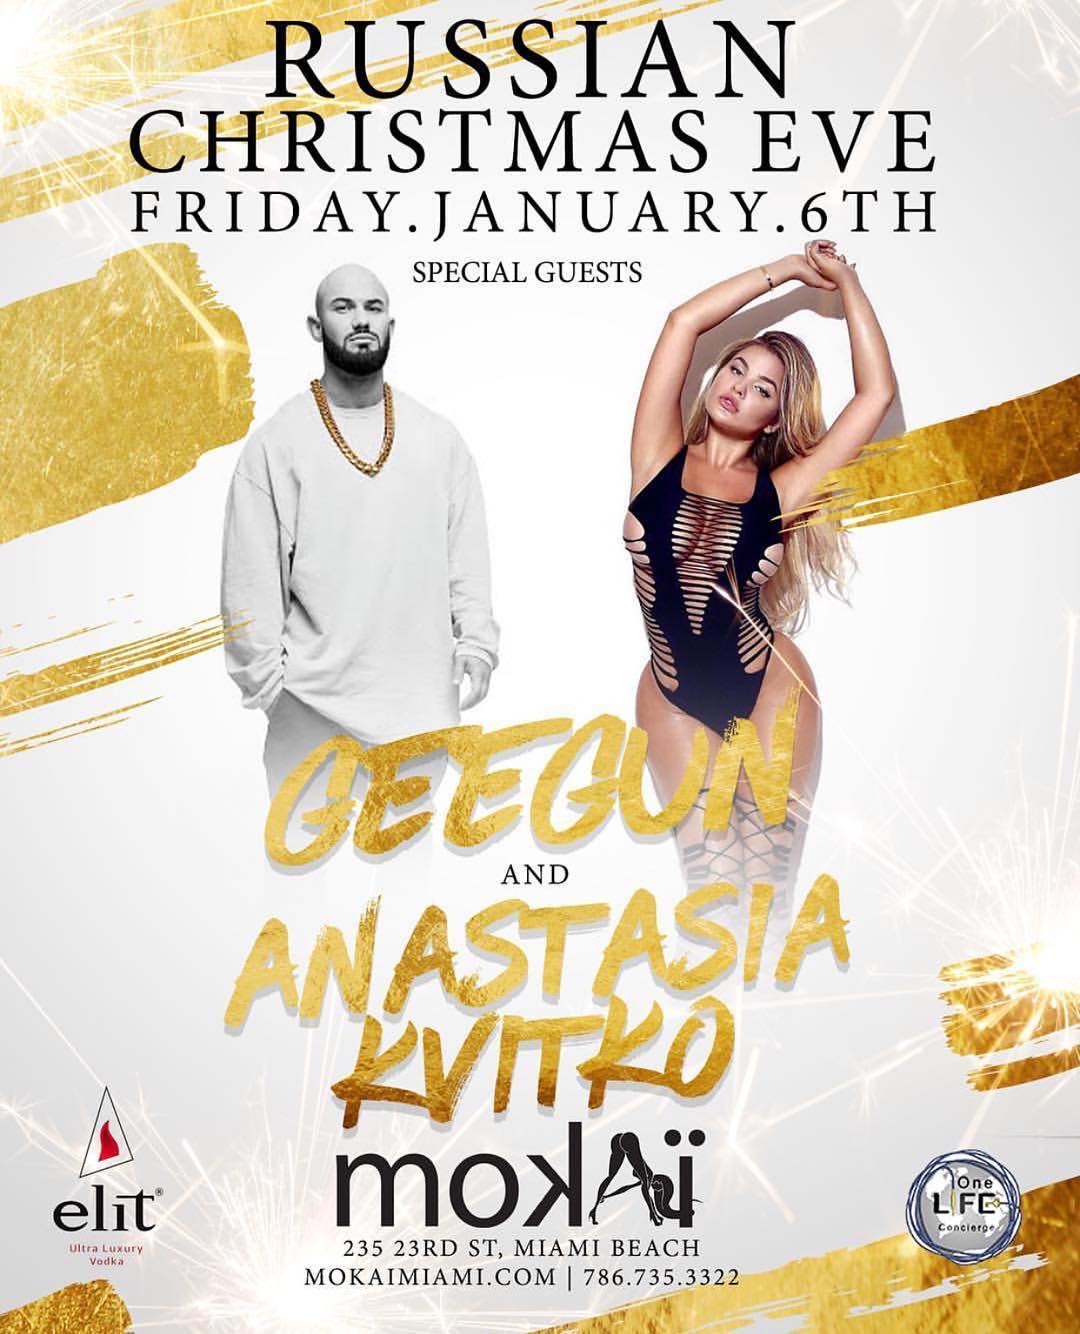 RUSSIAN
CHRISTMAS EVE
FRIDAY.JANUARY.6TH
SPECIAL GUESTS
GEEGUN
AND
ANASTASIA
KVITKO
mokaï
235 23RD ST, MIAMI BEACH
MOKAIMIAMI.COM | 786.735.3322
elit®
Ultra Luxury
Vodka
One
LIFE
Concierge